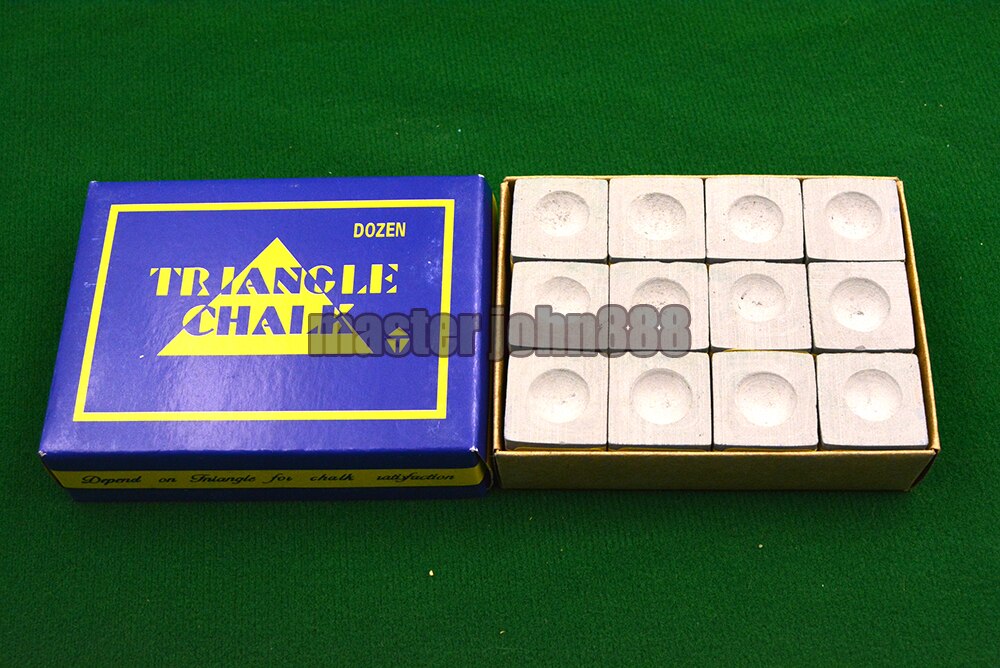 DOZEN
TRIANGLE
CHALK
master john888
Depend on Triangle for chalk satisfaction